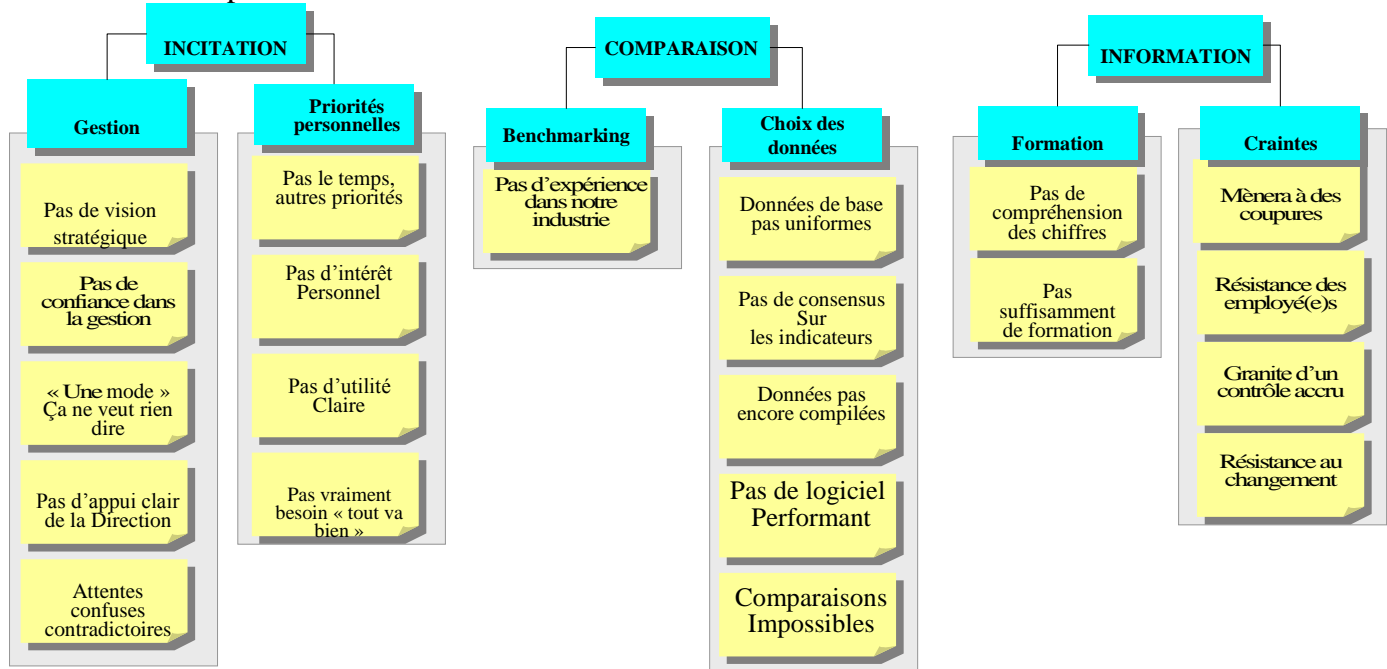 INCITATION
Gestion
Pas de vision
stratégique
Pas de
confiance dans
la gestion
« Une mode »
Ça ne veut rien
dire
Pas d’appui clair
de la Direction
Attentes
confuses
contradictoires
Priorités
personnelles
Pas le temps,
autres priorités
Pas d’intérêt
Personnel
Pas d’utilité
Claire
Pas vraiment
besoin « tout va
bien »
COMPARAISON
Benchmarking
Pas d’expérience
dans notre
industrie
Choix des
données
Données de base
pas uniformes
Pas de consensus
Sur
les indicateurs
Données pas
encore compilées
Pas de logiciel
Performant
Comparaisons
Impossibles
INFORMATION
Formation
Pas de
compréhension
des chiffres
Pas
suffisamment
de formation
Craintes
Mènera à des
coupures
Résistance des
employé(e)s
Granite d’un
contrôle accru
Résistance au
changement